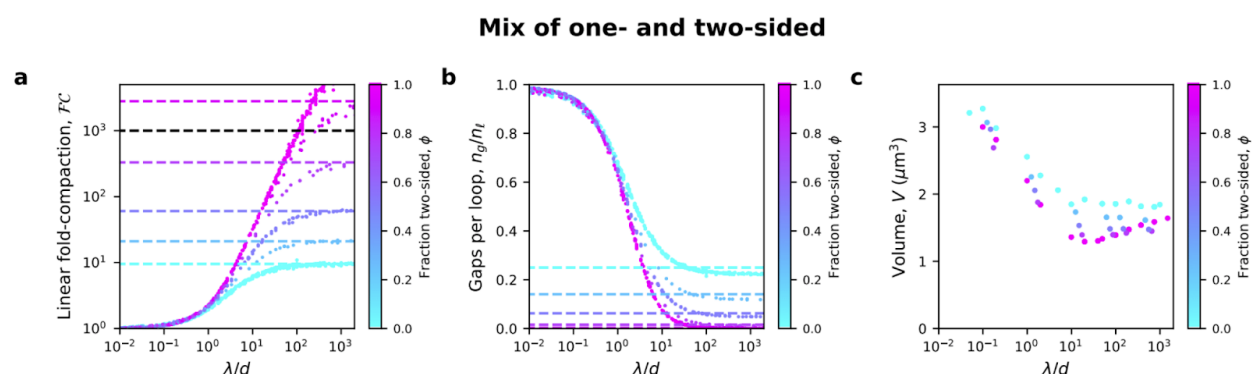 Mix of one- and two-sided
a
Linear fold-compaction, ℱ𝒞
10³
10²
10¹
10⁰
10⁻² 10⁻¹ 10⁰ 10¹ 10² 10³
λ/d
1.0
0.8
0.6
0.4
0.2
0.0
Fraction two-sided, ϕ
b
Gaps per loop, n_g/n_ℓ
1.0
0.8
0.6
0.4
0.2
0.0
10⁻² 10⁻¹ 10⁰ 10¹ 10² 10³
λ/d
1.0
0.8
0.6
0.4
0.2
0.0
Fraction two-sided, ϕ
c
Volume, V (μm³)
3
2
1
0
10⁻² 10⁻¹ 10⁰ 10¹ 10² 10³
λ/d
1.0
0.8
0.6
0.4
0.2
0.0
Fraction two-sided, ϕ